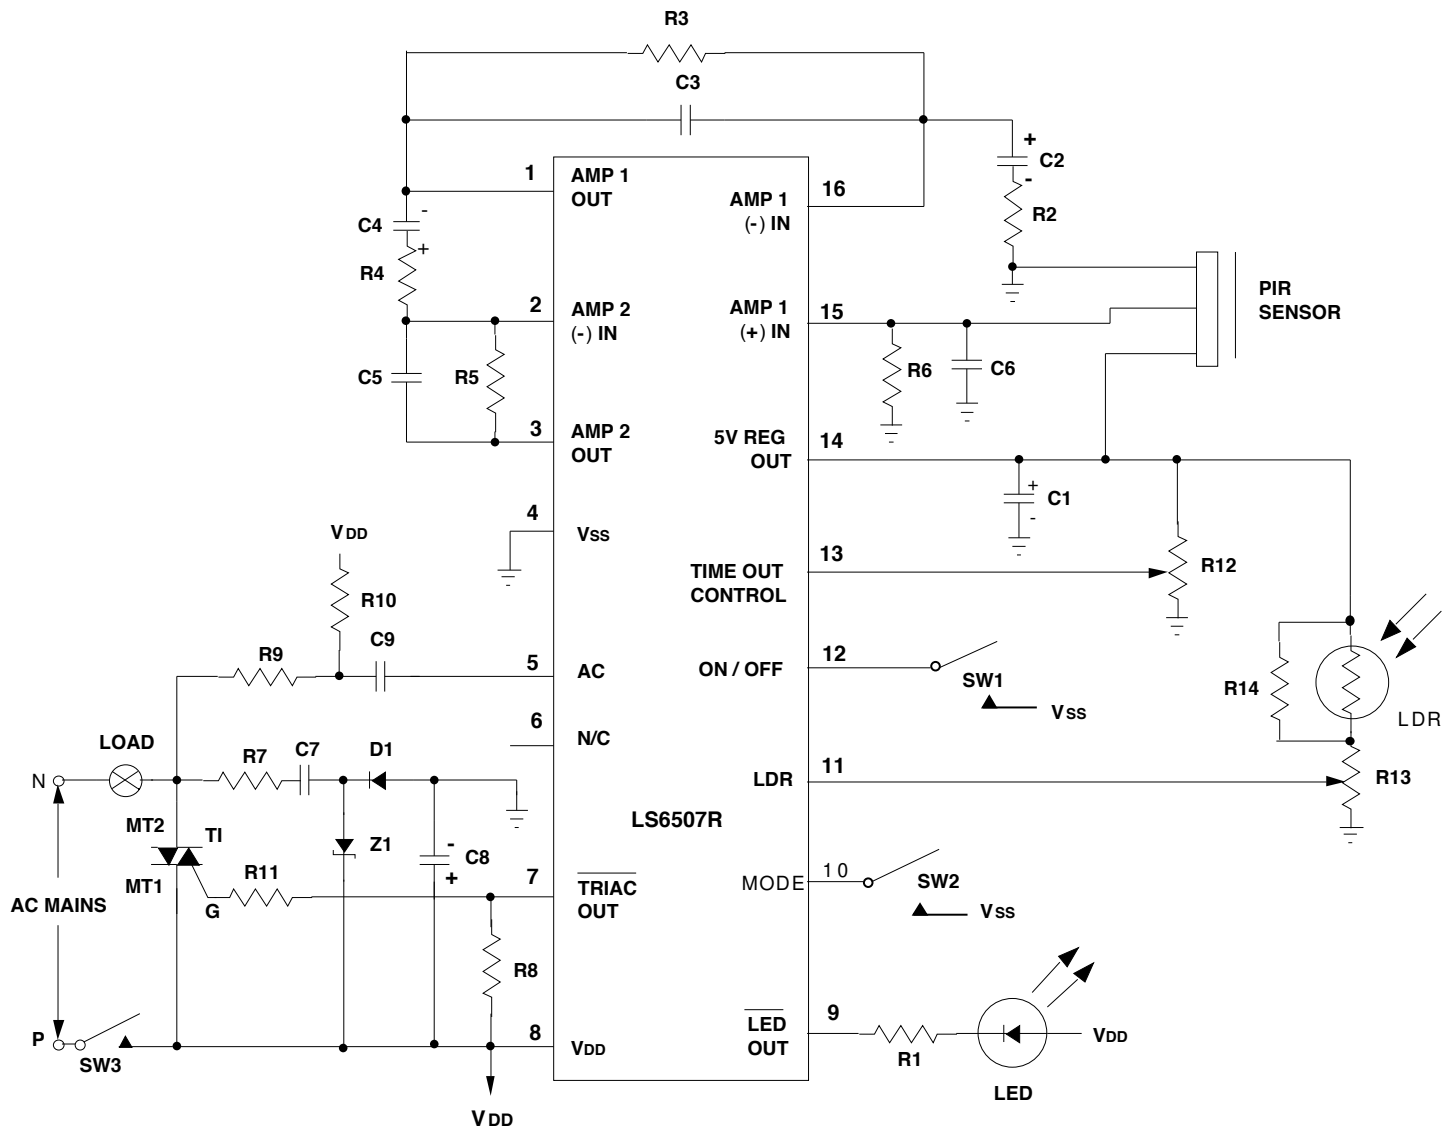 R3
C3
+
C2
-
R2
1
AMP 1
OUT
16
AMP 1
(-) IN
C4
-
+
R4
2
AMP 2
(-) IN
15
AMP 1
(+) IN
PIR
SENSOR
C5
R5
R6
C6
3
AMP 2
OUT
14
5V REG
OUT
+
C1
-
4
VSS
VDD
R10
13
TIME OUT
CONTROL
R12
R9
C9
5
AC
12
ON / OFF
SW1
VSS
R14
LDR
6
N/C
LOAD
N
R7
C7
D1
11
LDR
R13
LS6507R
MT2
TI
Z1
-
C8
+
MT1
R11
G
AC MAINS
7
TRIAC
OUT
10
MODE
SW2
VSS
R8
P
SW3
8
VDD
VDD
9
LED
OUT
R1
LED
VDD